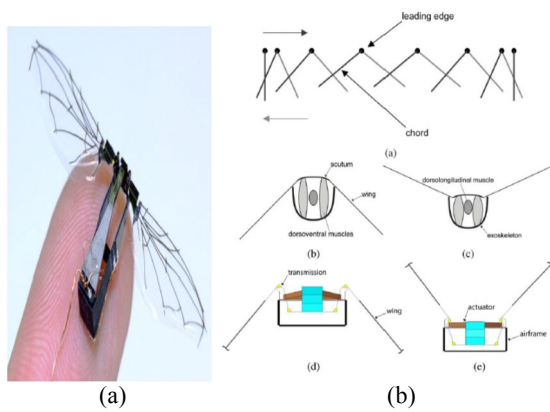 leading edge
chord
(a)
scutum
wing
dorsoventral muscles
(b)
dorsolongitudinal muscle
exoskeleton
(c)
transmission
wing
(d)
actuator
airframe
(e)
(a)
(b)